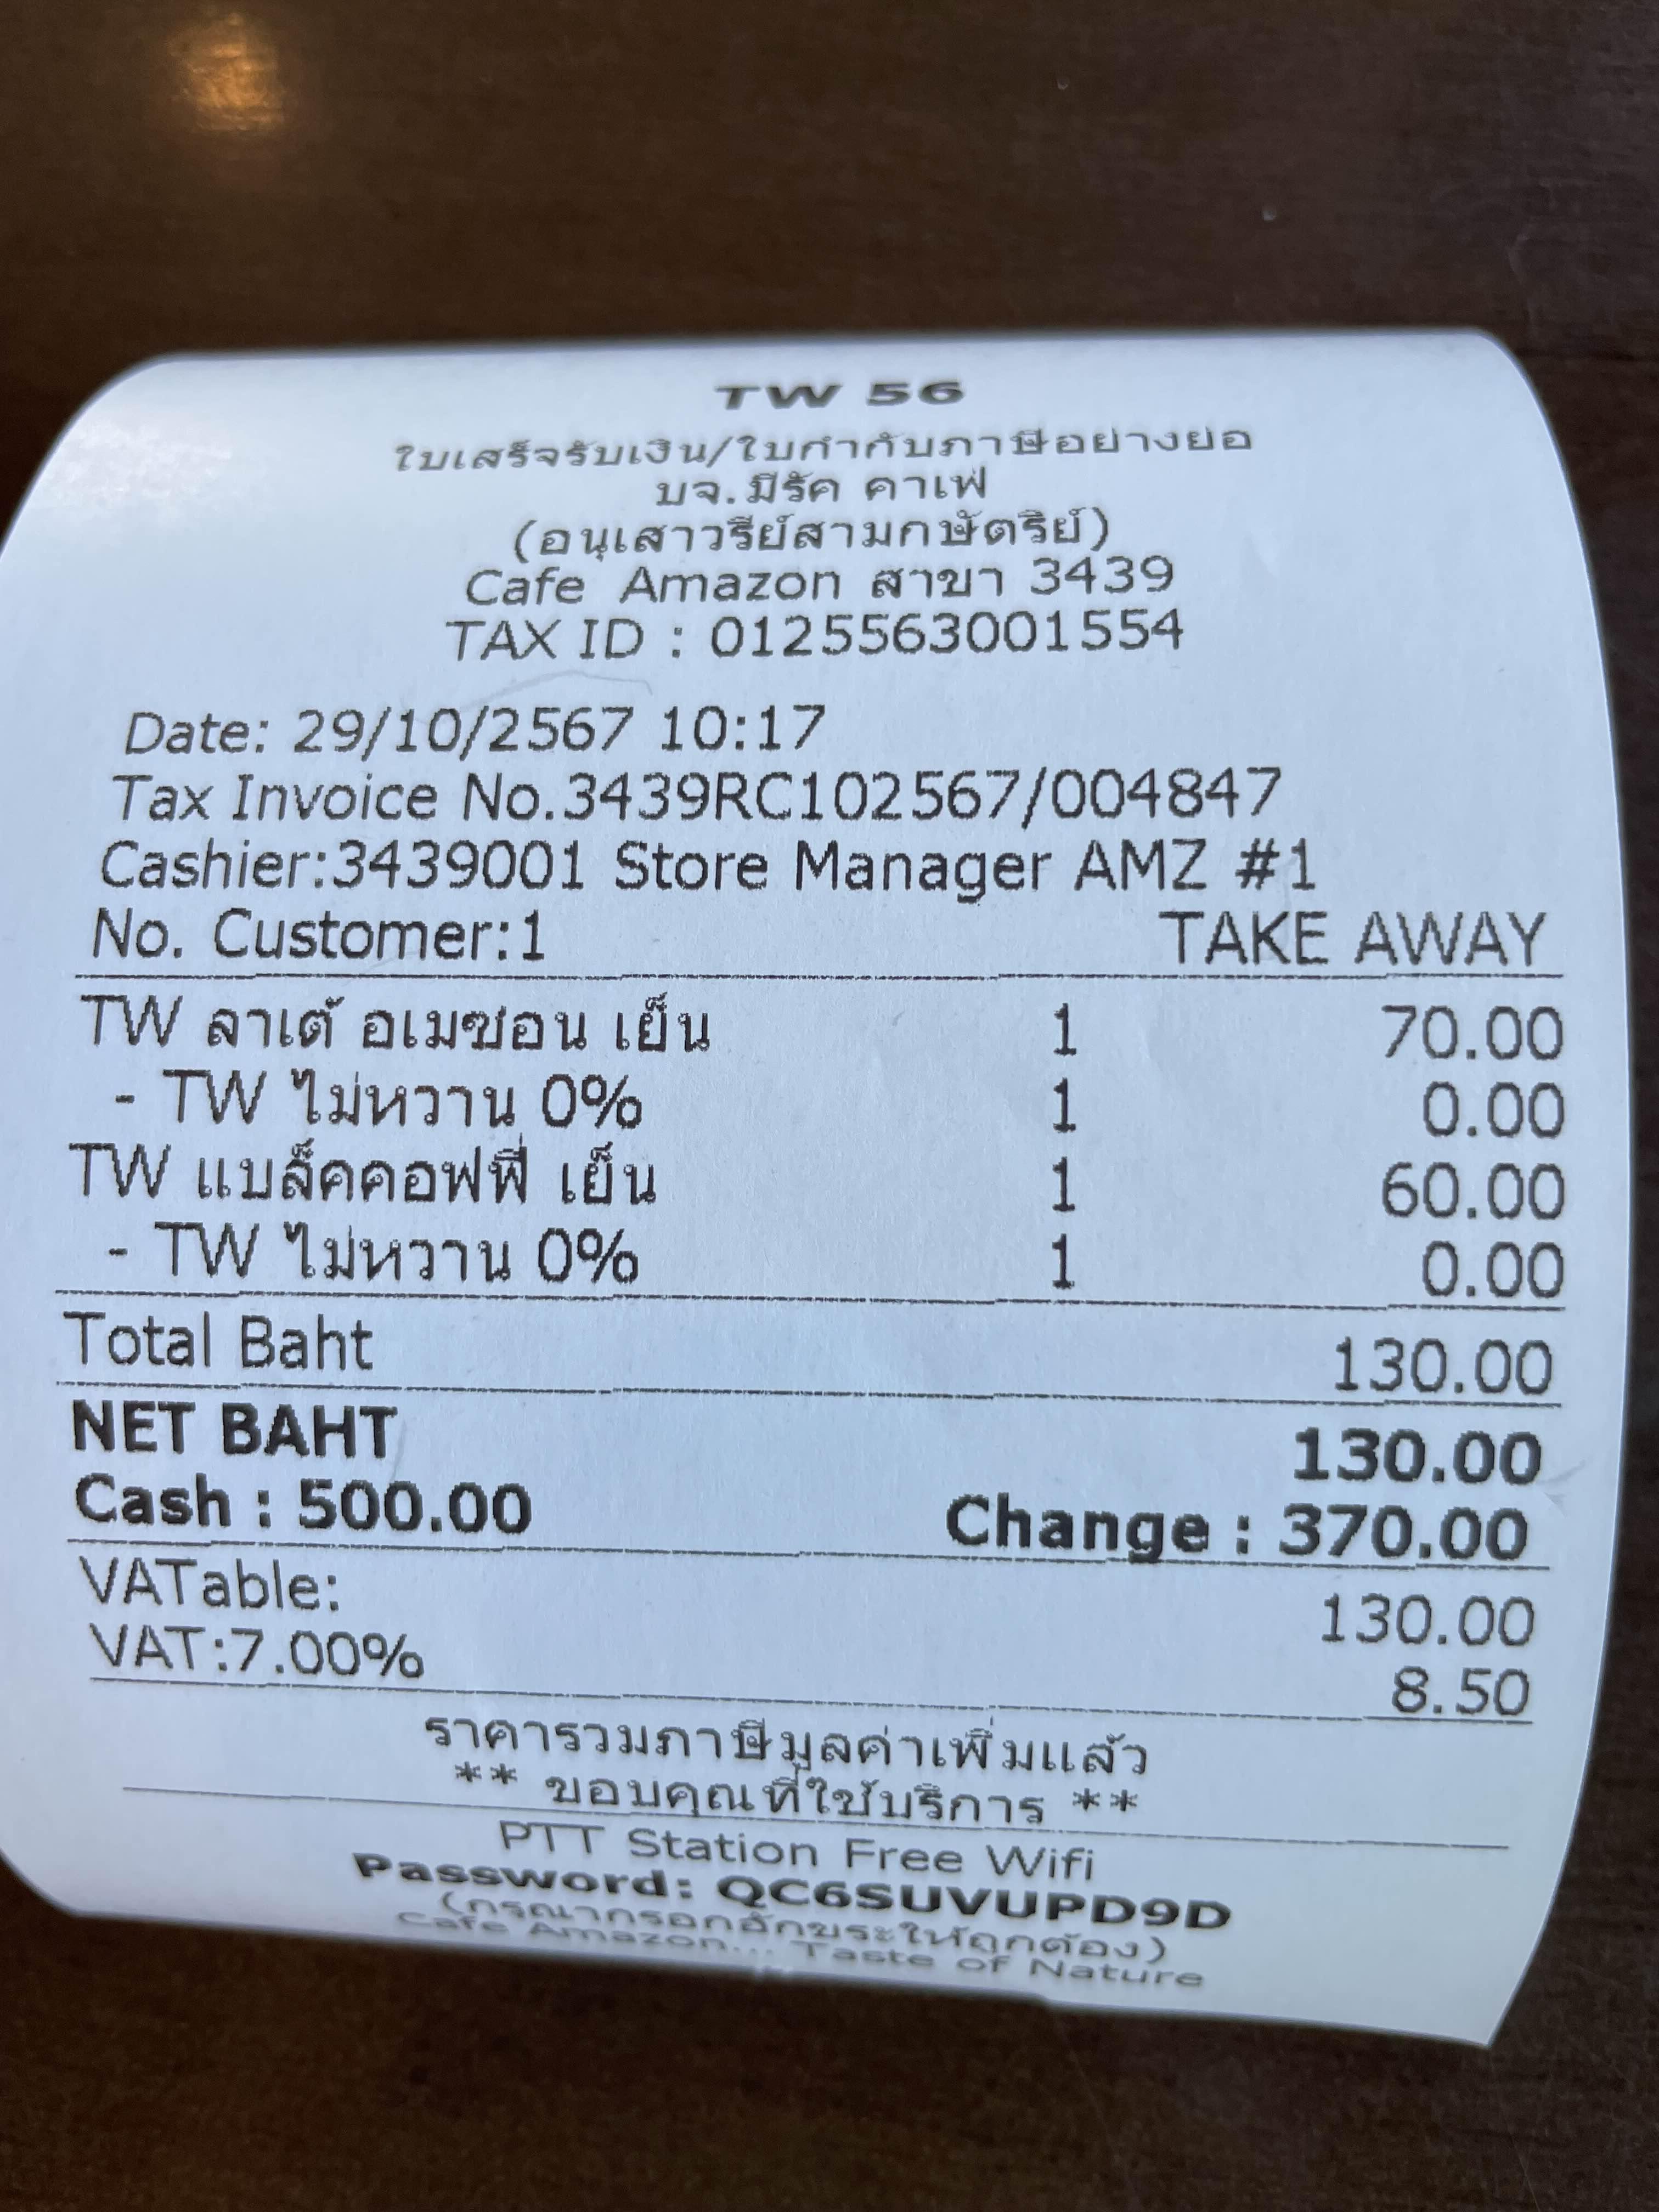 TW 56
ใบเสร็จรับเงิน/ใบกำกับภาษีอย่างย่อ
บจ.มีรัค คาเฟ่
(อนุเสาวรีย์สามกษัตริย์)
Cafe Amazon สาขา 3439
TAX ID : 0125563001554
Date: 29/10/2567 10:17
Tax Invoice No.3439RC102567/004847
Cashier:3439001 Store Manager AMZ #1
No. Customer:1 TAKE AWAY
TW ลาเต้ อเมซอน เย็น 1 70.00
- TW ไม่หวาน 0% 1 0.00
TW แบล็คคอฟฟี่ เย็น 1 60.00
- TW ไม่หวาน 0% 1 0.00
Total Baht 130.00
NET BAHT 130.00
Cash : 500.00 Change : 370.00
VATable: 130.00
VAT:7.00% 8.50
ราคารวมภาษีมูลค่าเพิ่มแล้ว
** ขอบคุณที่ใช้บริการ **
PTT Station Free Wifi
Password: QC6SUVUPD9D
(กรุณากรอกอักขระให้ถูกต้อง)
Cafe Amazon... Taste of Nature